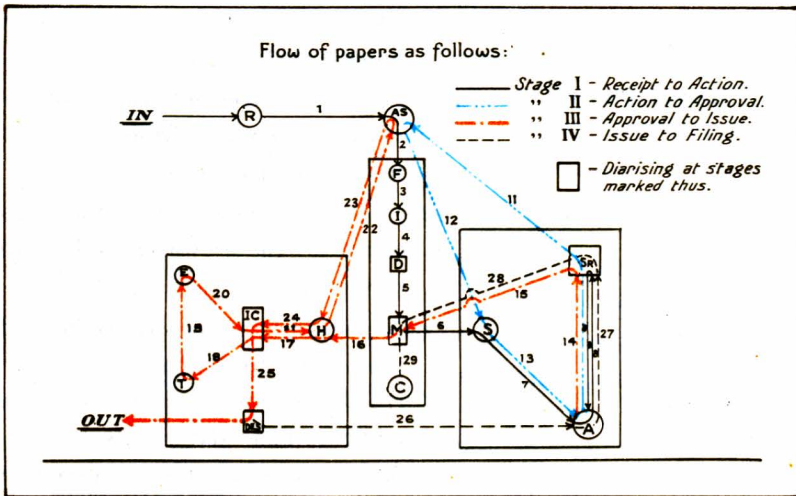 Flow of papers as follows:
Stage I - Receipt to Action.
,, II - Action to Approval.
,, III - Approval to Issue.
,, IV - Issue to Filing.
- Diarising at stages
marked thus.
IN
R
1
AS
2
F
3
I
4
D
5
M
6
S
7
A
11
12
13
14
15
16
17
18
T
E
20
IC
H
22
23
24
25
26
27
28
29
C
OUT